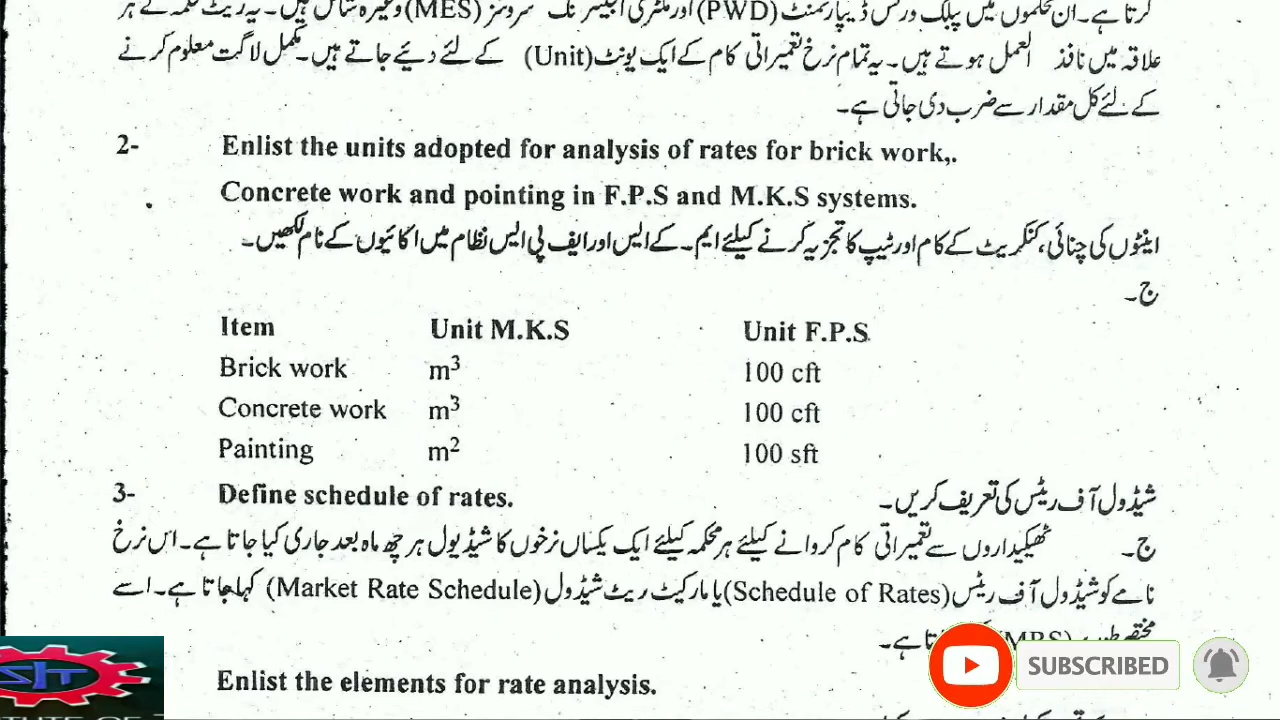 کرتا ہے۔ ان محکموں میں پبلک ورکس ڈیپارٹمنٹ (PWD) اور ملٹری انجینئرنگ سروسز (MES) وغیرہ شامل ہیں۔ یہ ریٹ محکمہ کے ہر
علاقہ میں نافذ العمل ہوتے ہیں۔ یہ تمام نرخ تعمیراتی کام کے ایک یونٹ (Unit) کے لئے دیئے جاتے ہیں۔ مکمل لاگت معلوم کرنے
کے لئے کل مقدار سے ضرب دی جاتی ہے۔
2- Enlist the units adopted for analysis of rates for brick work,.
Concrete work and pointing in F.P.S and M.K.S systems.
اینٹوں کی چنائی، کنکریٹ کے کام اور ٹیپ کا تجزیہ کرنے کیلئے ایم۔ کے ایس اور ایف پی ایس نظام میں اکائیوں کے نام لکھیں۔
ج۔
Item Unit M.K.S Unit F.P.S
Brick work m³ 100 cft
Concrete work m³ 100 cft
Painting m² 100 sft
3- Define schedule of rates. شیڈول آف ریٹس کی تعریف کریں۔
ج۔ ٹھیکیداروں سے تعمیراتی کام کروانے کیلئے ہر محکمہ کیلئے ایک یکساں نرخوں کا شیڈیول ہر چھ ماہ بعد جاری کیا جاتا ہے۔ اس نرخ
نامے کو شیڈول آف ریٹس (Schedule of Rates) یا مارکیٹ ریٹ شیڈول (Market Rate Schedule) کہا جاتا ہے۔ اسے
(MRS) ہے۔
SUBSCRIBED
Enlist the elements for rate analysis.